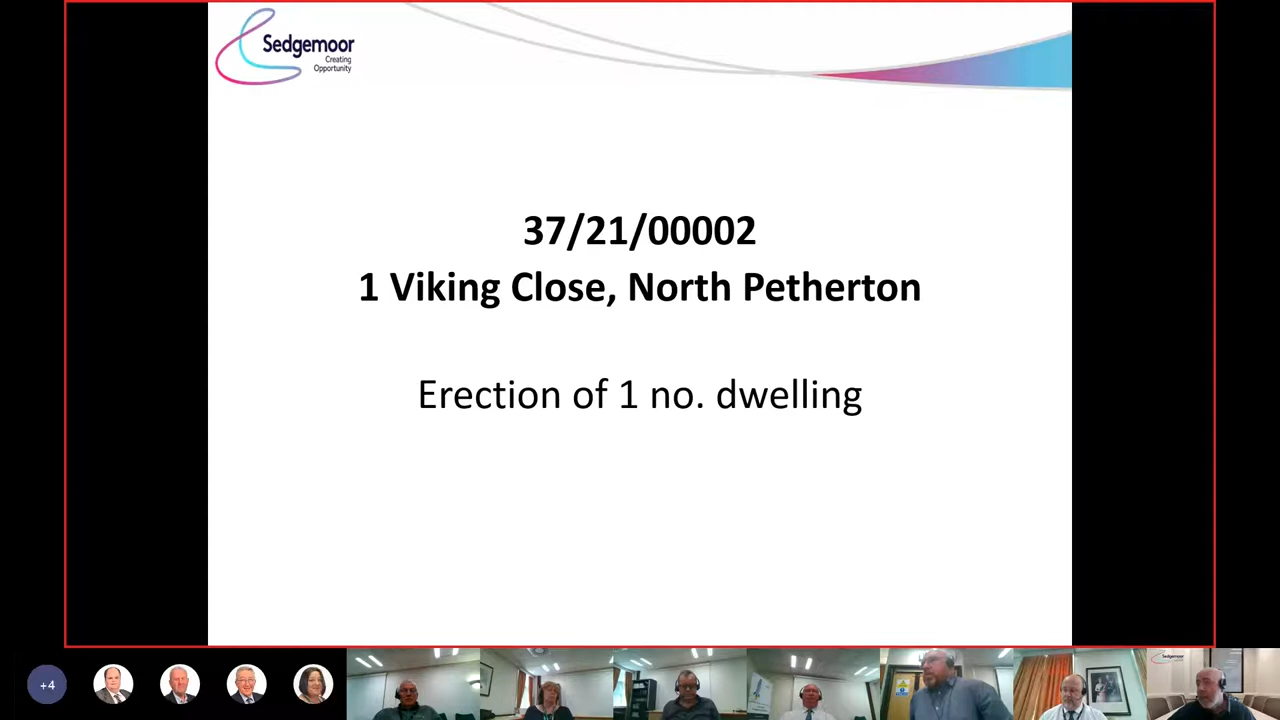 Sedgemoor
Creating
Opportunity
37/21/00002
1 Viking Close, North Petherton
Erection of 1 no. dwelling
+4